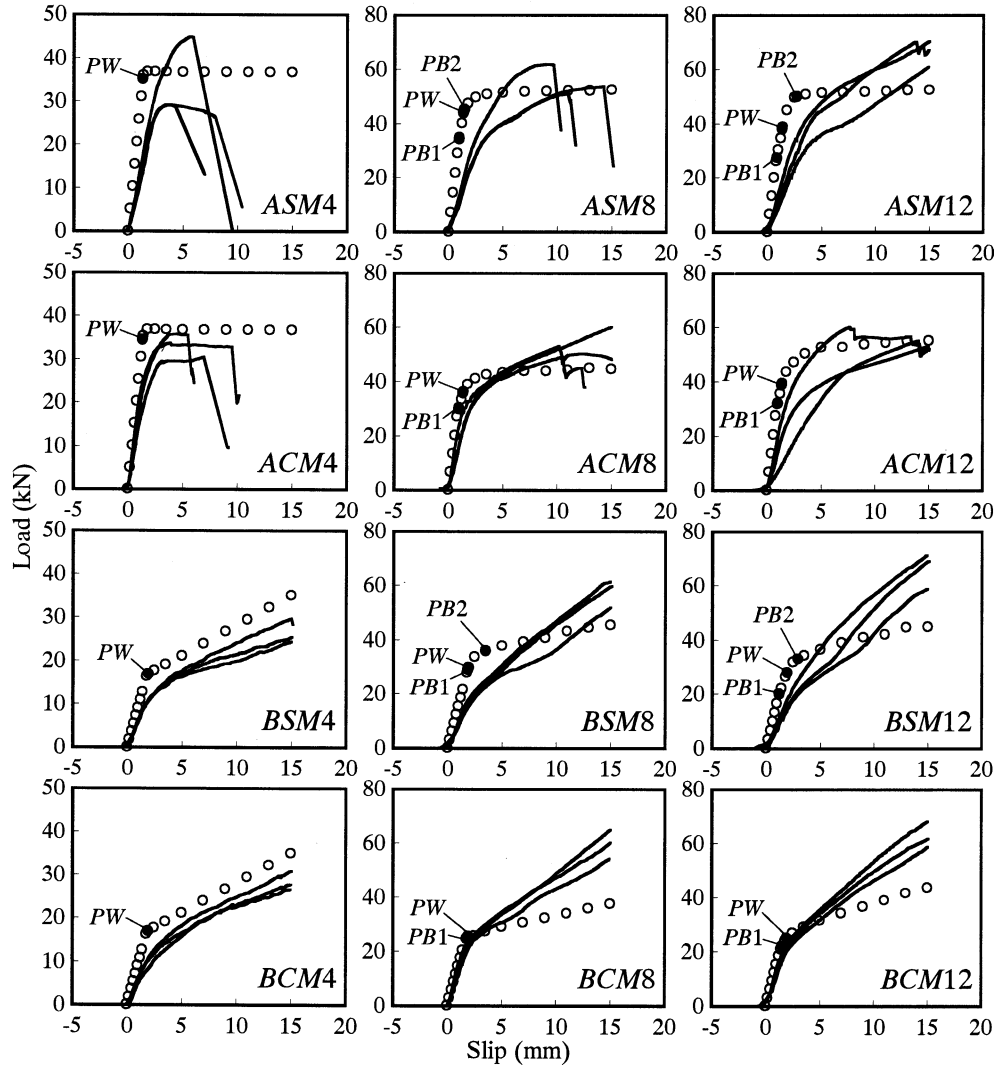 Load (kN)
50
40
30
20
10
0
-5 0 5 10 15 20
PW
ASM4
80
60
40
20
0
-5 0 5 10 15 20
PB2
PW
PB1
ASM8
80
60
40
20
0
-5 0 5 10 15 20
PB2
PW
PB1
ASM12
50
40
30
20
10
0
-5 0 5 10 15 20
PW
ACM4
80
60
40
20
0
-5 0 5 10 15 20
PW
PB1
ACM8
80
60
40
20
0
-5 0 5 10 15 20
PW
PB1
ACM12
50
40
30
20
10
0
-5 0 5 10 15 20
PW
BSM4
80
60
40
20
0
-5 0 5 10 15 20
PB2
PW
PB1
BSM8
80
60
40
20
0
-5 0 5 10 15 20
PB2
PW
PB1
BSM12
50
40
30
20
10
0
-5 0 5 10 15 20
PW
BCM4
80
60
40
20
0
-5 0 5 10 15 20
PW
PB1
BCM8
80
60
40
20
0
-5 0 5 10 15 20
PW
PB1
BCM12
Slip (mm)